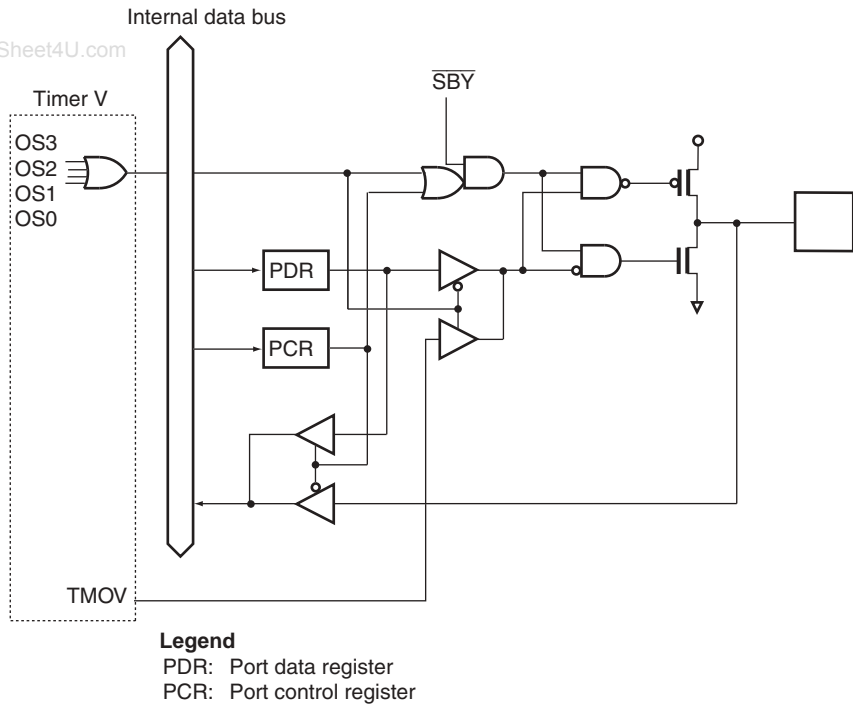 Internal data bus
Sheet4U.com
SBY
Timer V
OS3
OS2
OS1
OS0
PDR
PCR
TMOV
Legend
PDR: Port data register
PCR: Port control register